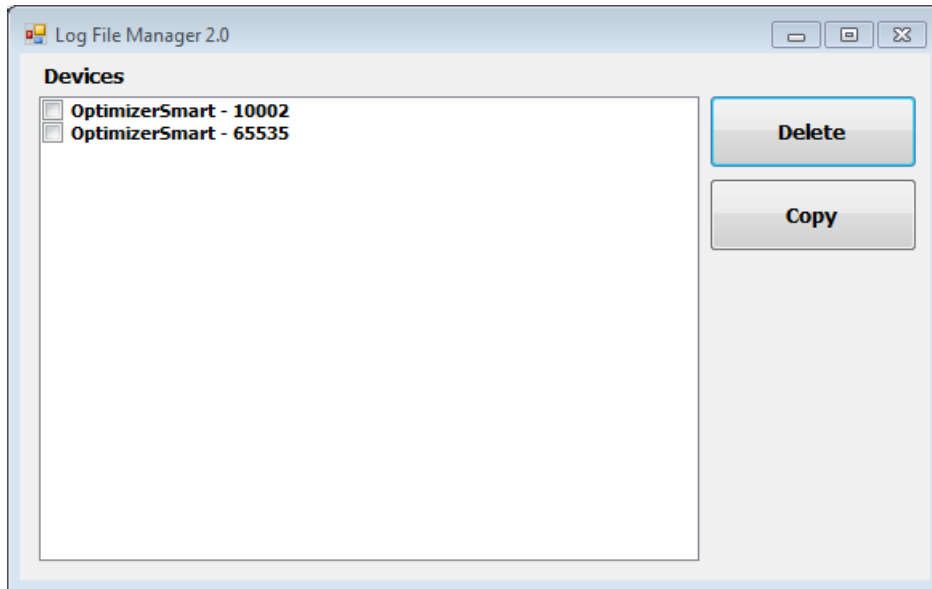 Log File Manager 2.0
Devices
OptimizerSmart - 10002
OptimizerSmart - 65535
Delete
Copy